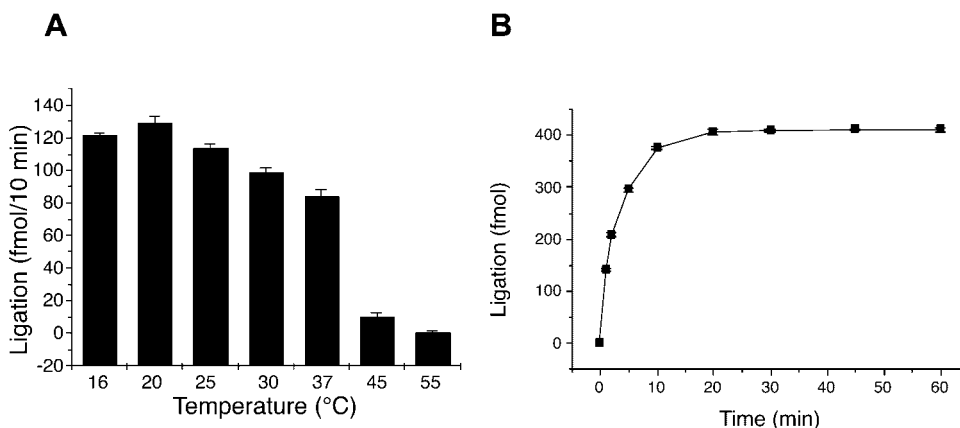 A
Ligation (fmol/10 min)
140
120
100
80
60
40
20
0
-20
16 20 25 30 37 45 55
Temperature (°C)
B
Ligation (fmol)
400
300
200
100
0
0 10 20 30 40 50 60
Time (min)